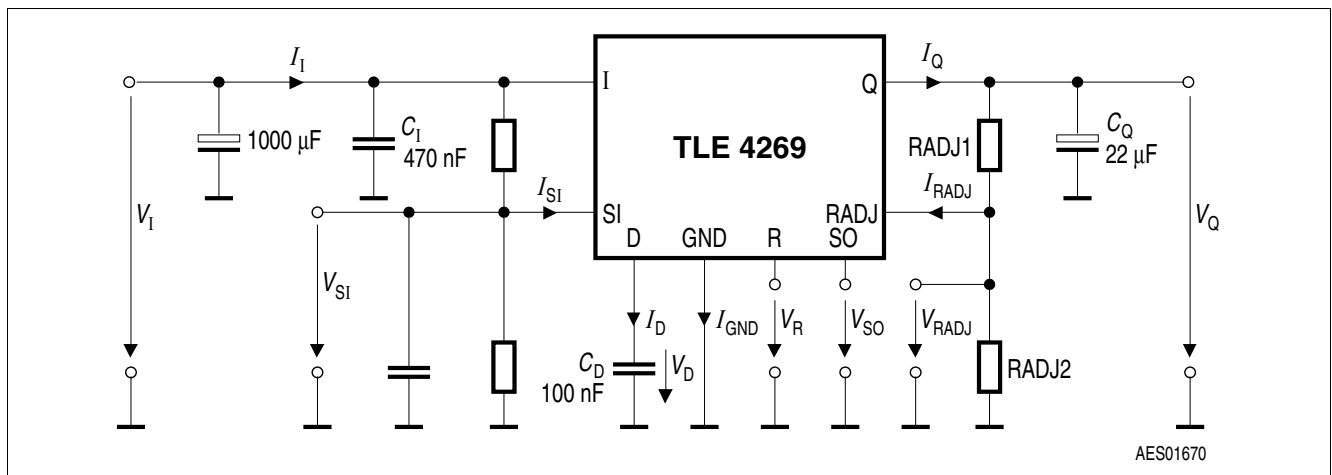 I_I
I_Q
I
Q
1000 µF
C_I
470 nF
TLE 4269
RADJ1
C_Q
22 µF
I_SI
I_RADJ
V_I
SI
RADJ
V_Q
D
GND
R
SO
V_SI
I_D
I_GND
V_R
V_SO
V_RADJ
C_D
100 nF
V_D
RADJ2
AES01670